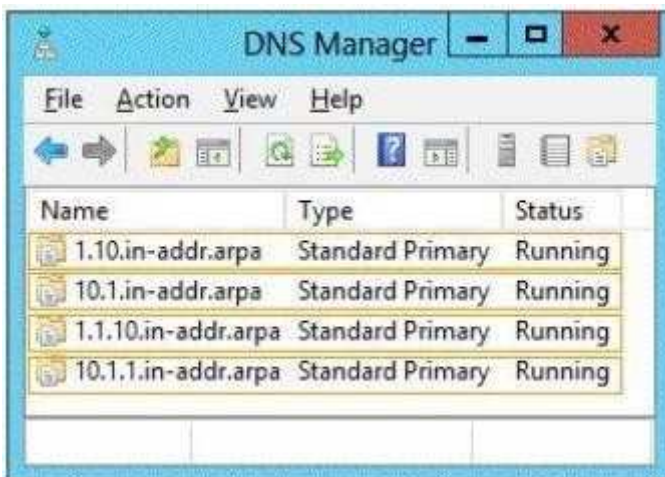 DNS Manager
File Action View Help
Name Type Status
1.10.in-addr.arpa Standard Primary Running
10.1.in-addr.arpa Standard Primary Running
1.1.10.in-addr.arpa Standard Primary Running
10.1.1.in-addr.arpa Standard Primary Running